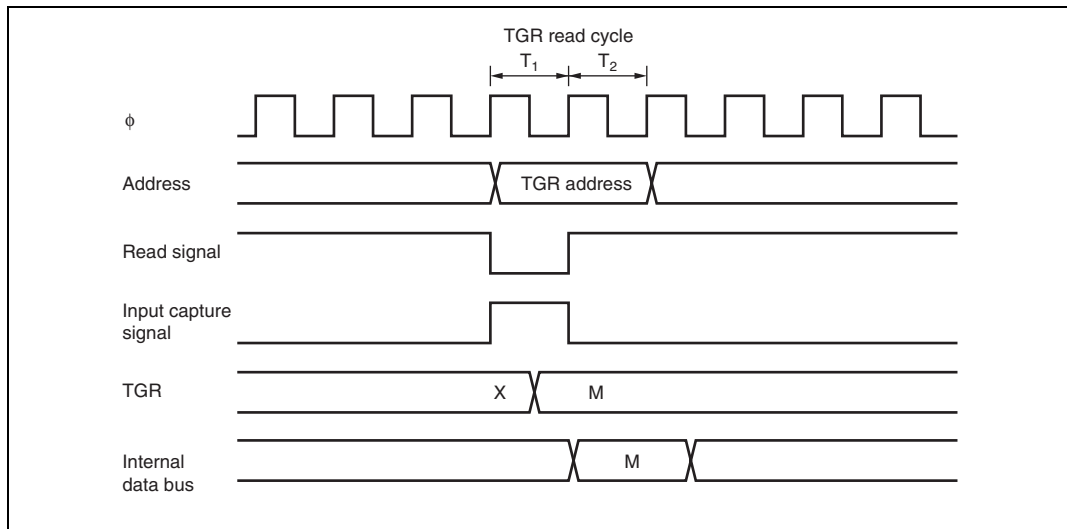 TGR read cycle
T₁ T₂
ϕ
Address
TGR address
Read signal
Input capture
signal
TGR
X
M
Internal
data bus
M